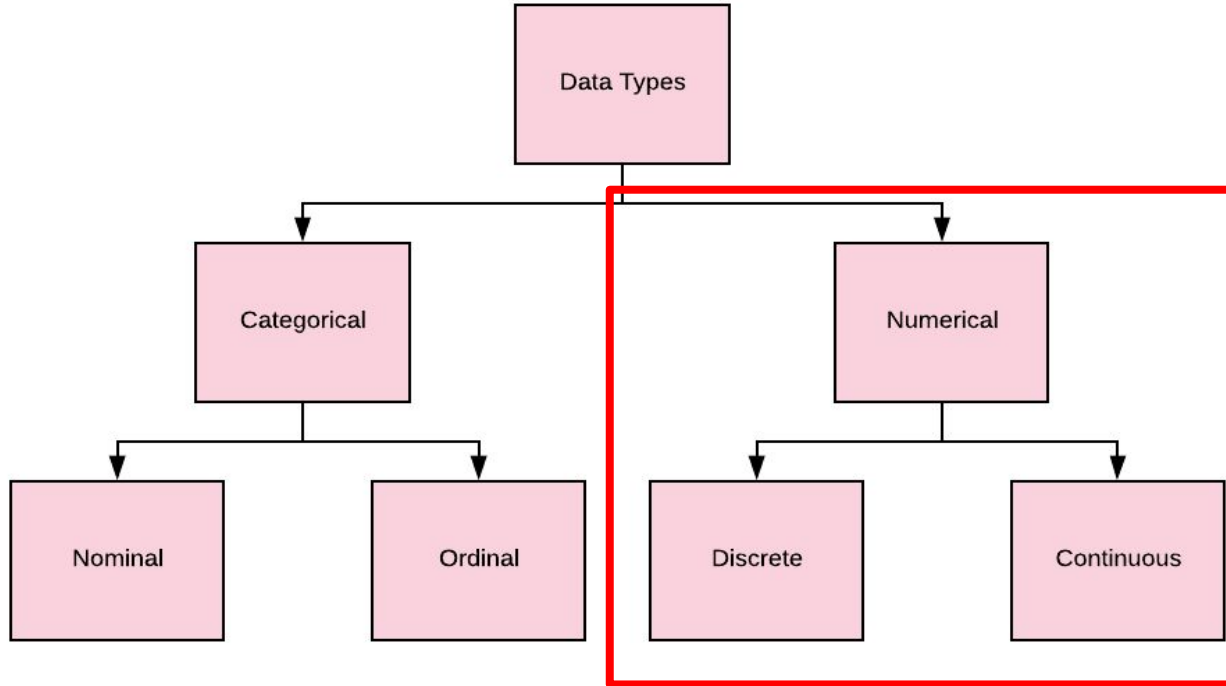 Data Types
Categorical
Numerical
Nominal
Ordinal
Discrete
Continuous